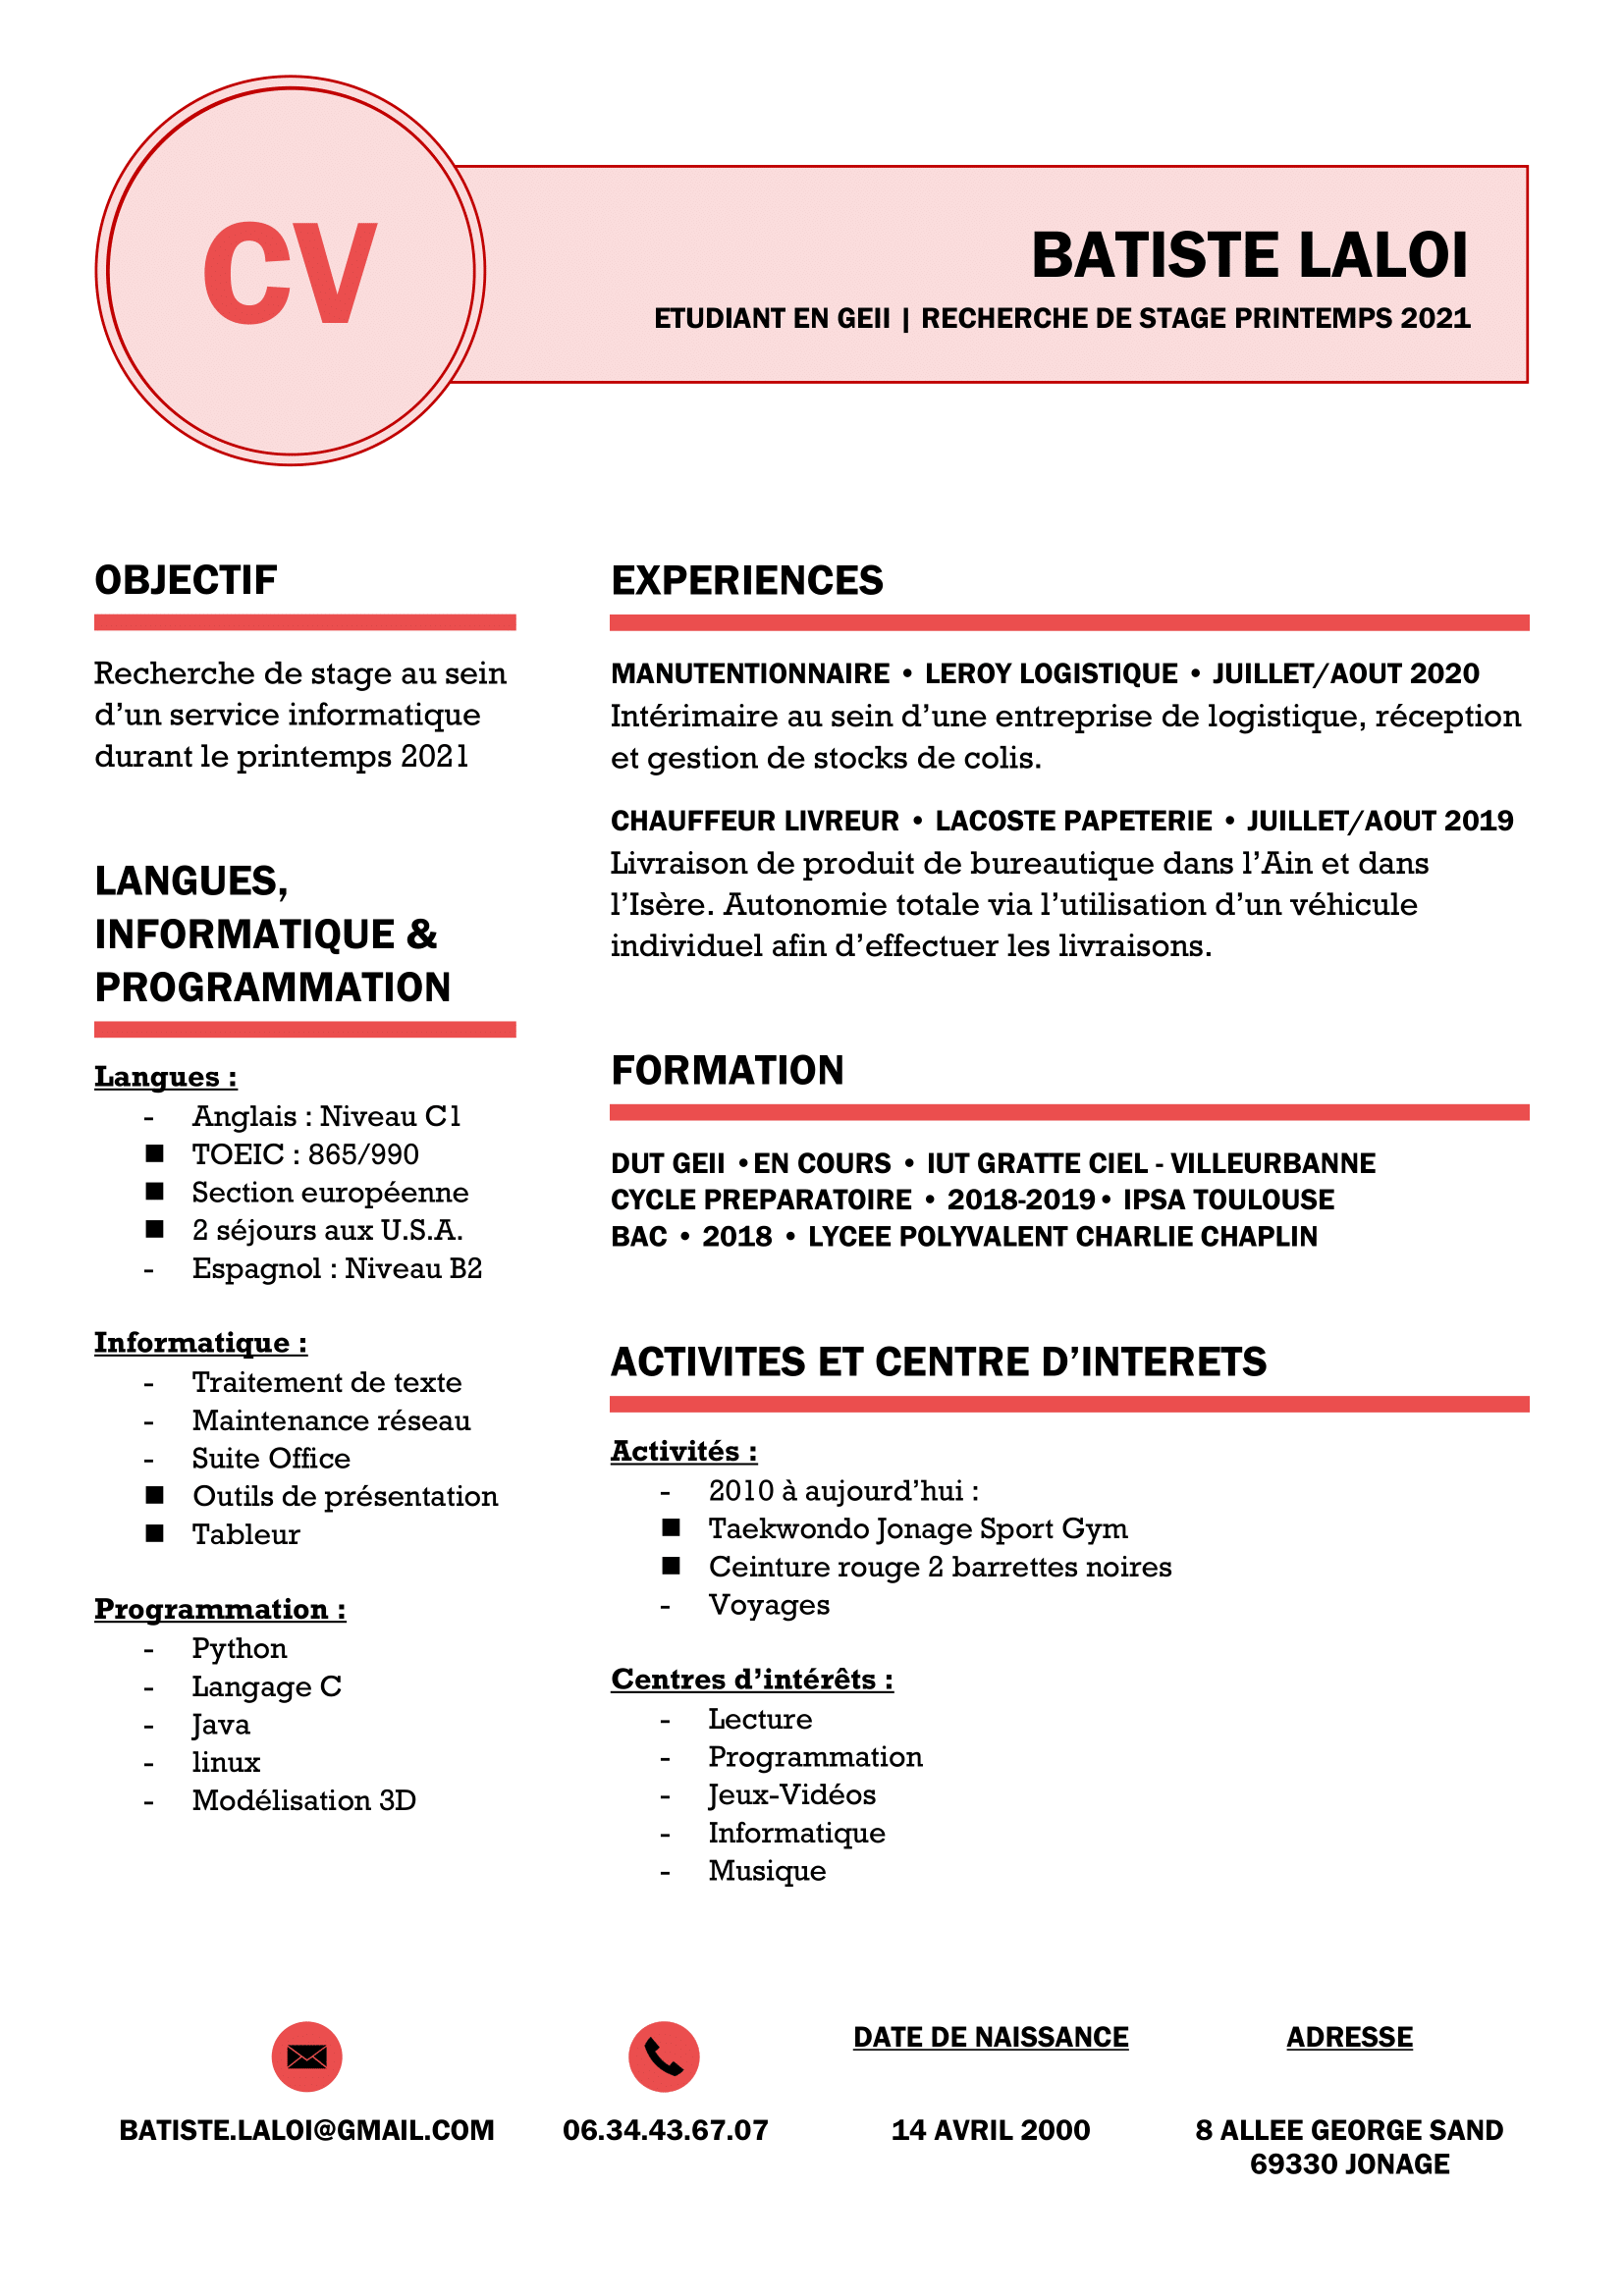 CV
BATISTE LALOI
ETUDIANT EN GEII | RECHERCHE DE STAGE PRINTEMPS 2021
OBJECTIF
Recherche de stage au sein
d’un service informatique
durant le printemps 2021
LANGUES,
INFORMATIQUE &
PROGRAMMATION
Langues :
- Anglais : Niveau C1
■ TOEIC : 865/990
■ Section européenne
■ 2 séjours aux U.S.A.
- Espagnol : Niveau B2
Informatique :
- Traitement de texte
- Maintenance réseau
- Suite Office
■ Outils de présentation
■ Tableur
Programmation :
- Python
- Langage C
- Java
- linux
- Modélisation 3D
EXPERIENCES
MANUTENTIONNAIRE • LEROY LOGISTIQUE • JUILLET/AOUT 2020
Intérimaire au sein d’une entreprise de logistique, réception
et gestion de stocks de colis.
CHAUFFEUR LIVREUR • LACOSTE PAPETERIE • JUILLET/AOUT 2019
Livraison de produit de bureautique dans l’Ain et dans
l’Isère. Autonomie totale via l’utilisation d’un véhicule
individuel afin d’effectuer les livraisons.
FORMATION
DUT GEII •EN COURS • IUT GRATTE CIEL - VILLEURBANNE
CYCLE PREPARATOIRE • 2018-2019• IPSA TOULOUSE
BAC • 2018 • LYCEE POLYVALENT CHARLIE CHAPLIN
ACTIVITES ET CENTRE D’INTERETS
Activités :
- 2010 à aujourd’hui :
■ Taekwondo Jonage Sport Gym
■ Ceinture rouge 2 barrettes noires
- Voyages
Centres d’intérêts :
- Lecture
- Programmation
- Jeux-Vidéos
- Informatique
- Musique
BATISTE.LALOI@GMAIL.COM
06.34.43.67.07
DATE DE NAISSANCE
14 AVRIL 2000
ADRESSE
8 ALLEE GEORGE SAND
69330 JONAGE